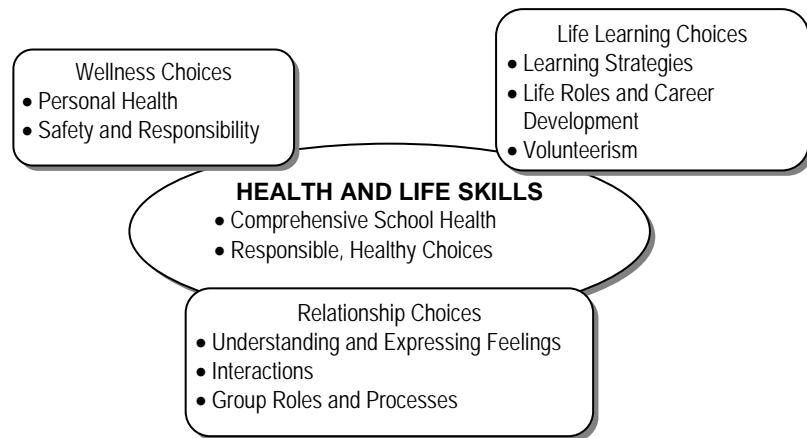 Wellness Choices
• Personal Health
• Safety and Responsibility
Life Learning Choices
• Learning Strategies
• Life Roles and Career
Development
• Volunteerism
HEALTH AND LIFE SKILLS
• Comprehensive School Health
• Responsible, Healthy Choices
Relationship Choices
• Understanding and Expressing Feelings
• Interactions
• Group Roles and Processes